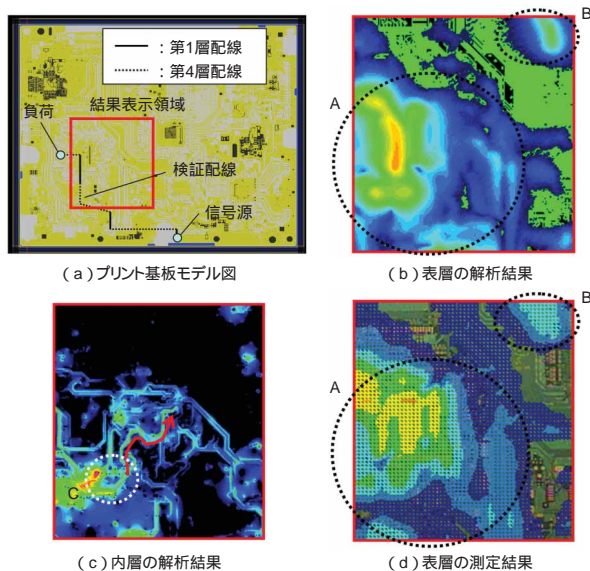 ：第1層配線
：第4層配線
負荷
結果表示領域
検証配線
信号源
（a）プリント基板モデル図
A
B
（b）表層の解析結果
C
（c）内層の解析結果
A
B
（d）表層の測定結果